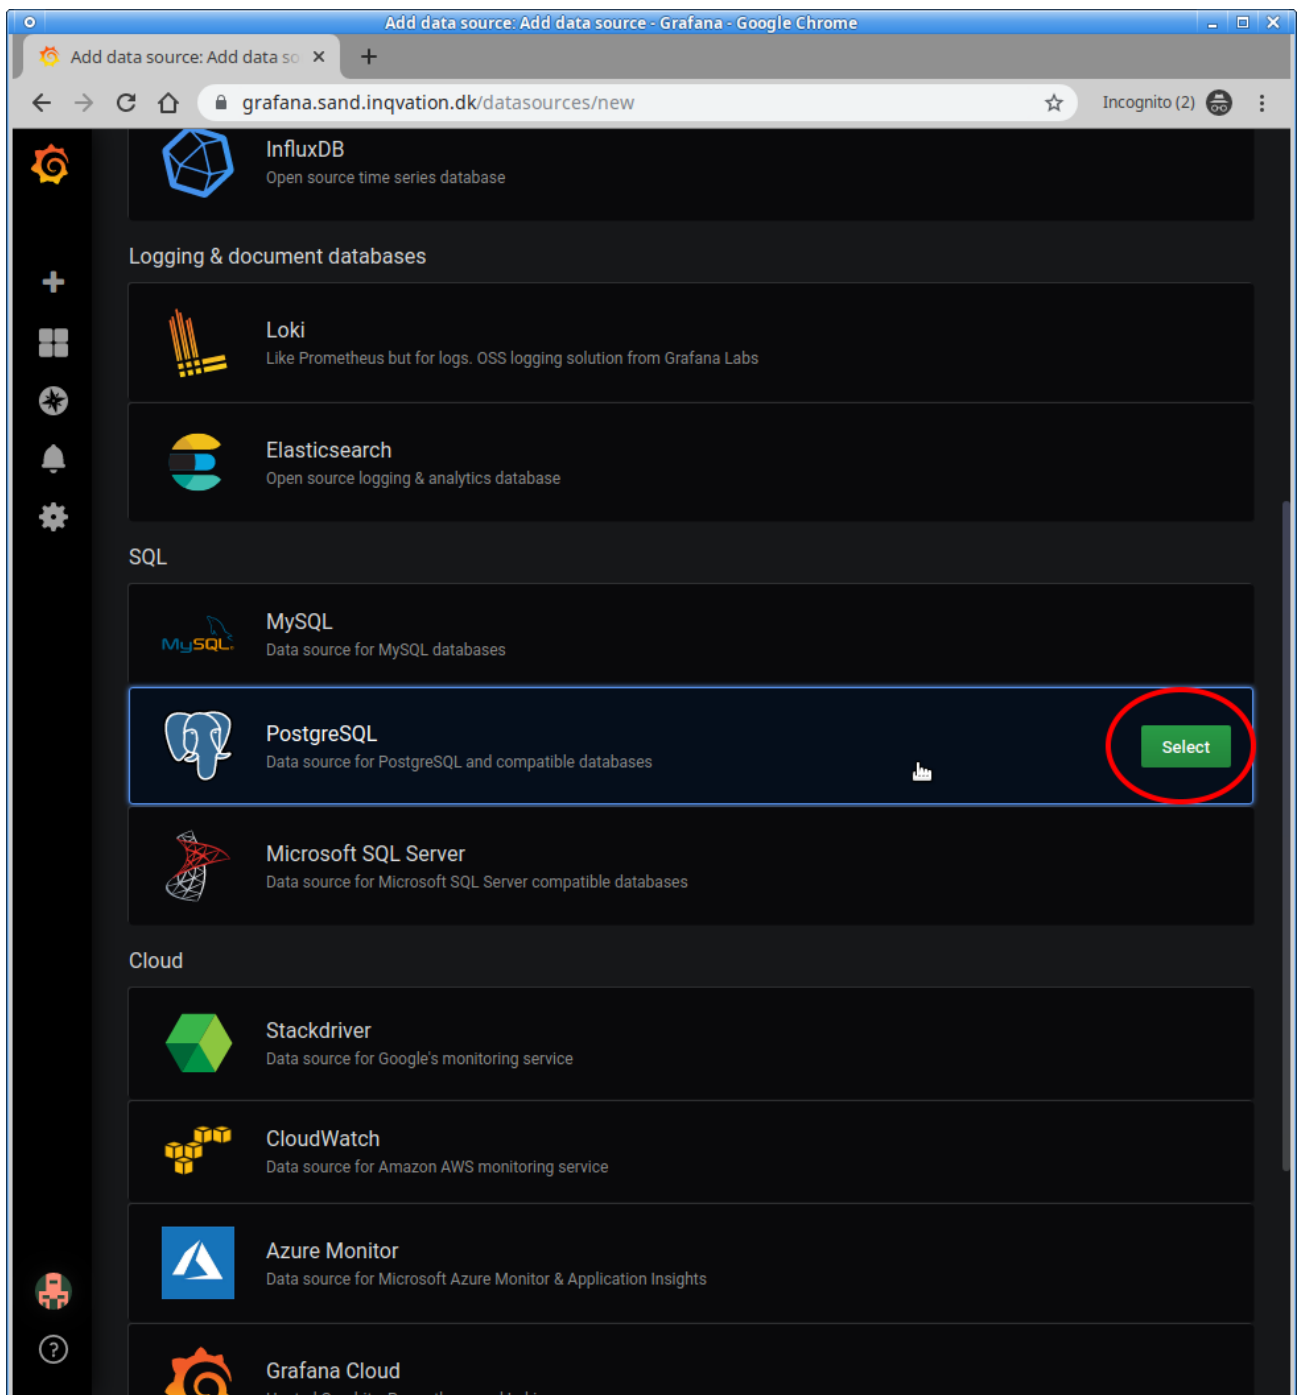 Add data source: Add data source - Grafana - Google Chrome
Add data source: Add data so
grafana.sand.inqvation.dk/datasources/new
Incognito (2)
InfluxDB
Open source time series database
Logging & document databases
Loki
Like Prometheus but for logs. OSS logging solution from Grafana Labs
Elasticsearch
Open source logging & analytics database
SQL
MySQL
MySQL
Data source for MySQL databases
PostgreSQL
Data source for PostgreSQL and compatible databases
Select
Microsoft SQL Server
Data source for Microsoft SQL Server compatible databases
Cloud
Stackdriver
Data source for Google's monitoring service
CloudWatch
Data source for Amazon AWS monitoring service
Azure Monitor
Data source for Microsoft Azure Monitor & Application Insights
Grafana Cloud